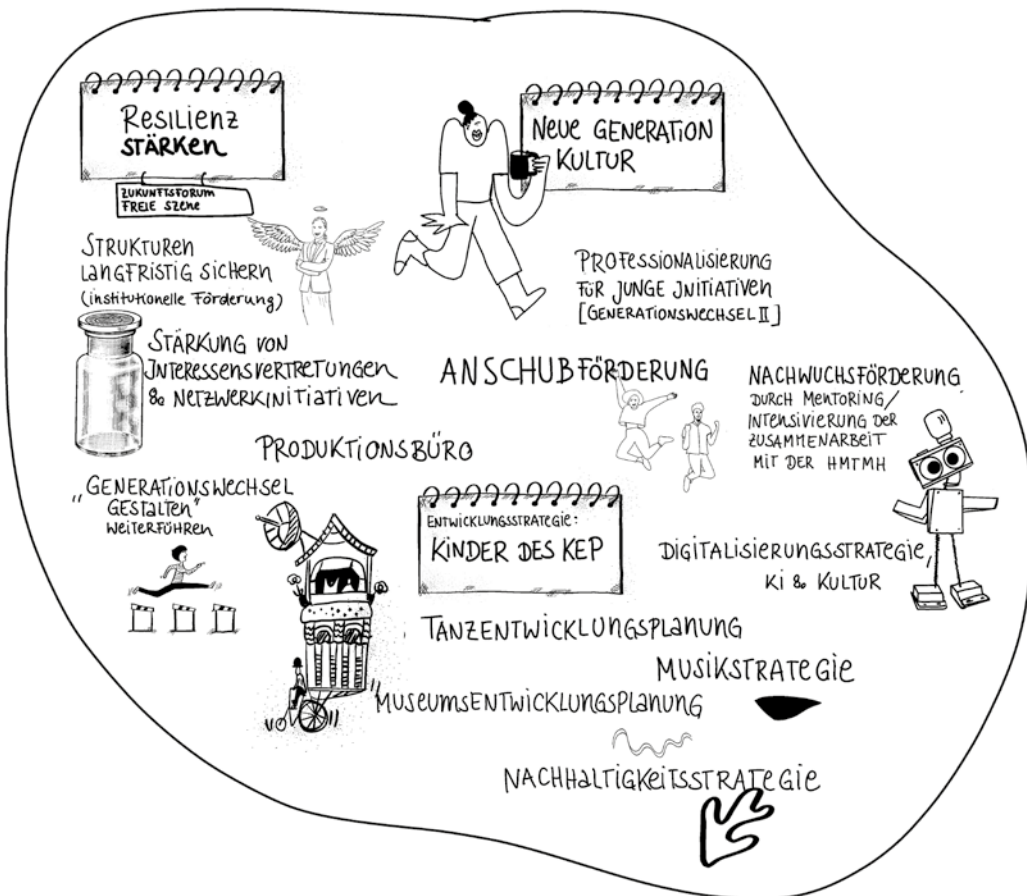 Resilienz
STÄRKEN
ZUKUNFTSFORUM
FREIE SZENE
STRUKTUREN
LANGFRISTIG SICHERN
(institutionelle Förderung)
STÄRKUNG VON
INTERESSENSVERTRETUNGEN
& NETZWERKINITIATIVEN
PRODUKTIONSBÜRO
"GENERATIONSWECHSEL
GESTALTEN"
WEITERFÜHREN
NEUE GENERATION
KULTUR
PROFESSIONALISIERUNG
FÜR JUNGE INITIATIVEN
[GENERATIONSWECHSEL II]
ANSCHUBFÖRDERUNG
NACHWUCHSFÖRDERUNG
DURCH MENTORING/
INTENSIVIERUNG DER
ZUSAMMENARBEIT
MIT DER HMTMH
ENTWICKLUNGSSTRATEGIE:
KINDER DES KEP
DIGITALISIERUNGSSTRATEGIE,
KI & KULTUR
TANZENTWICKLUNGSPLANUNG
MUSIKSTRATEGIE
MUSEUMSENTWICKLUNGSPLANUNG
NACHHALTIGKEITSSTRATEGIE